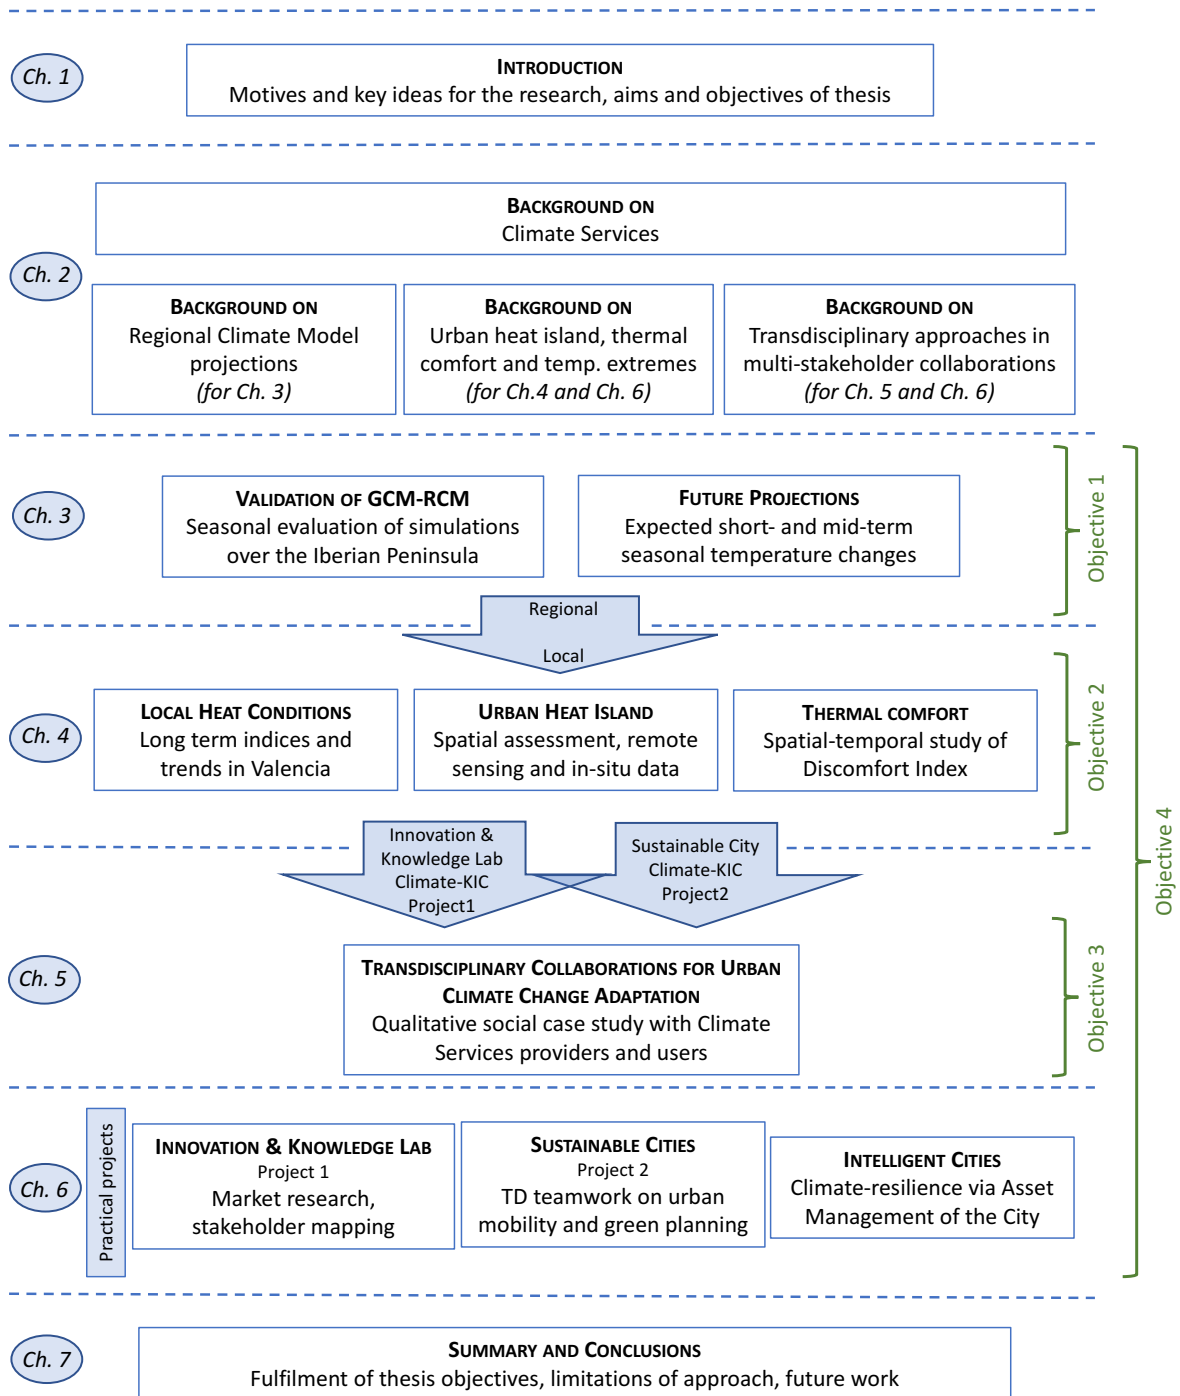 Ch. 1
INTRODUCTION
Motives and key ideas for the research, aims and objectives of thesis
Ch. 2
BACKGROUND ON
Climate Services
BACKGROUND ON
Regional Climate Model
projections
(for Ch. 3)
BACKGROUND ON
Urban heat island, thermal
comfort and temp. extremes
(for Ch.4 and Ch. 6)
BACKGROUND ON
Transdisciplinary approaches in
multi-stakeholder collaborations
(for Ch. 5 and Ch. 6)
Ch. 3
VALIDATION OF GCM-RCM
Seasonal evaluation of simulations
over the Iberian Peninsula
FUTURE PROJECTIONS
Expected short- and mid-term
seasonal temperature changes
Objective 1
Regional
Local
Ch. 4
LOCAL HEAT CONDITIONS
Long term indices and
trends in Valencia
URBAN HEAT ISLAND
Spatial assessment, remote
sensing and in-situ data
THERMAL COMFORT
Spatial-temporal study of
Discomfort Index
Objective 2
Objective 4
Innovation &
Knowledge Lab
Climate-KIC
Project1
Sustainable City
Climate-KIC
Project2
Ch. 5
TRANSDISCIPLINARY COLLABORATIONS FOR URBAN
CLIMATE CHANGE ADAPTATION
Qualitative social case study with Climate
Services providers and users
Objective 3
Ch. 6
Practical projects
INNOVATION & KNOWLEDGE LAB
Project 1
Market research,
stakeholder mapping
SUSTAINABLE CITIES
Project 2
TD teamwork on urban
mobility and green planning
INTELLIGENT CITIES
Climate-resilience via Asset
Management of the City
Ch. 7
SUMMARY AND CONCLUSIONS
Fulfilment of thesis objectives, limitations of approach, future work